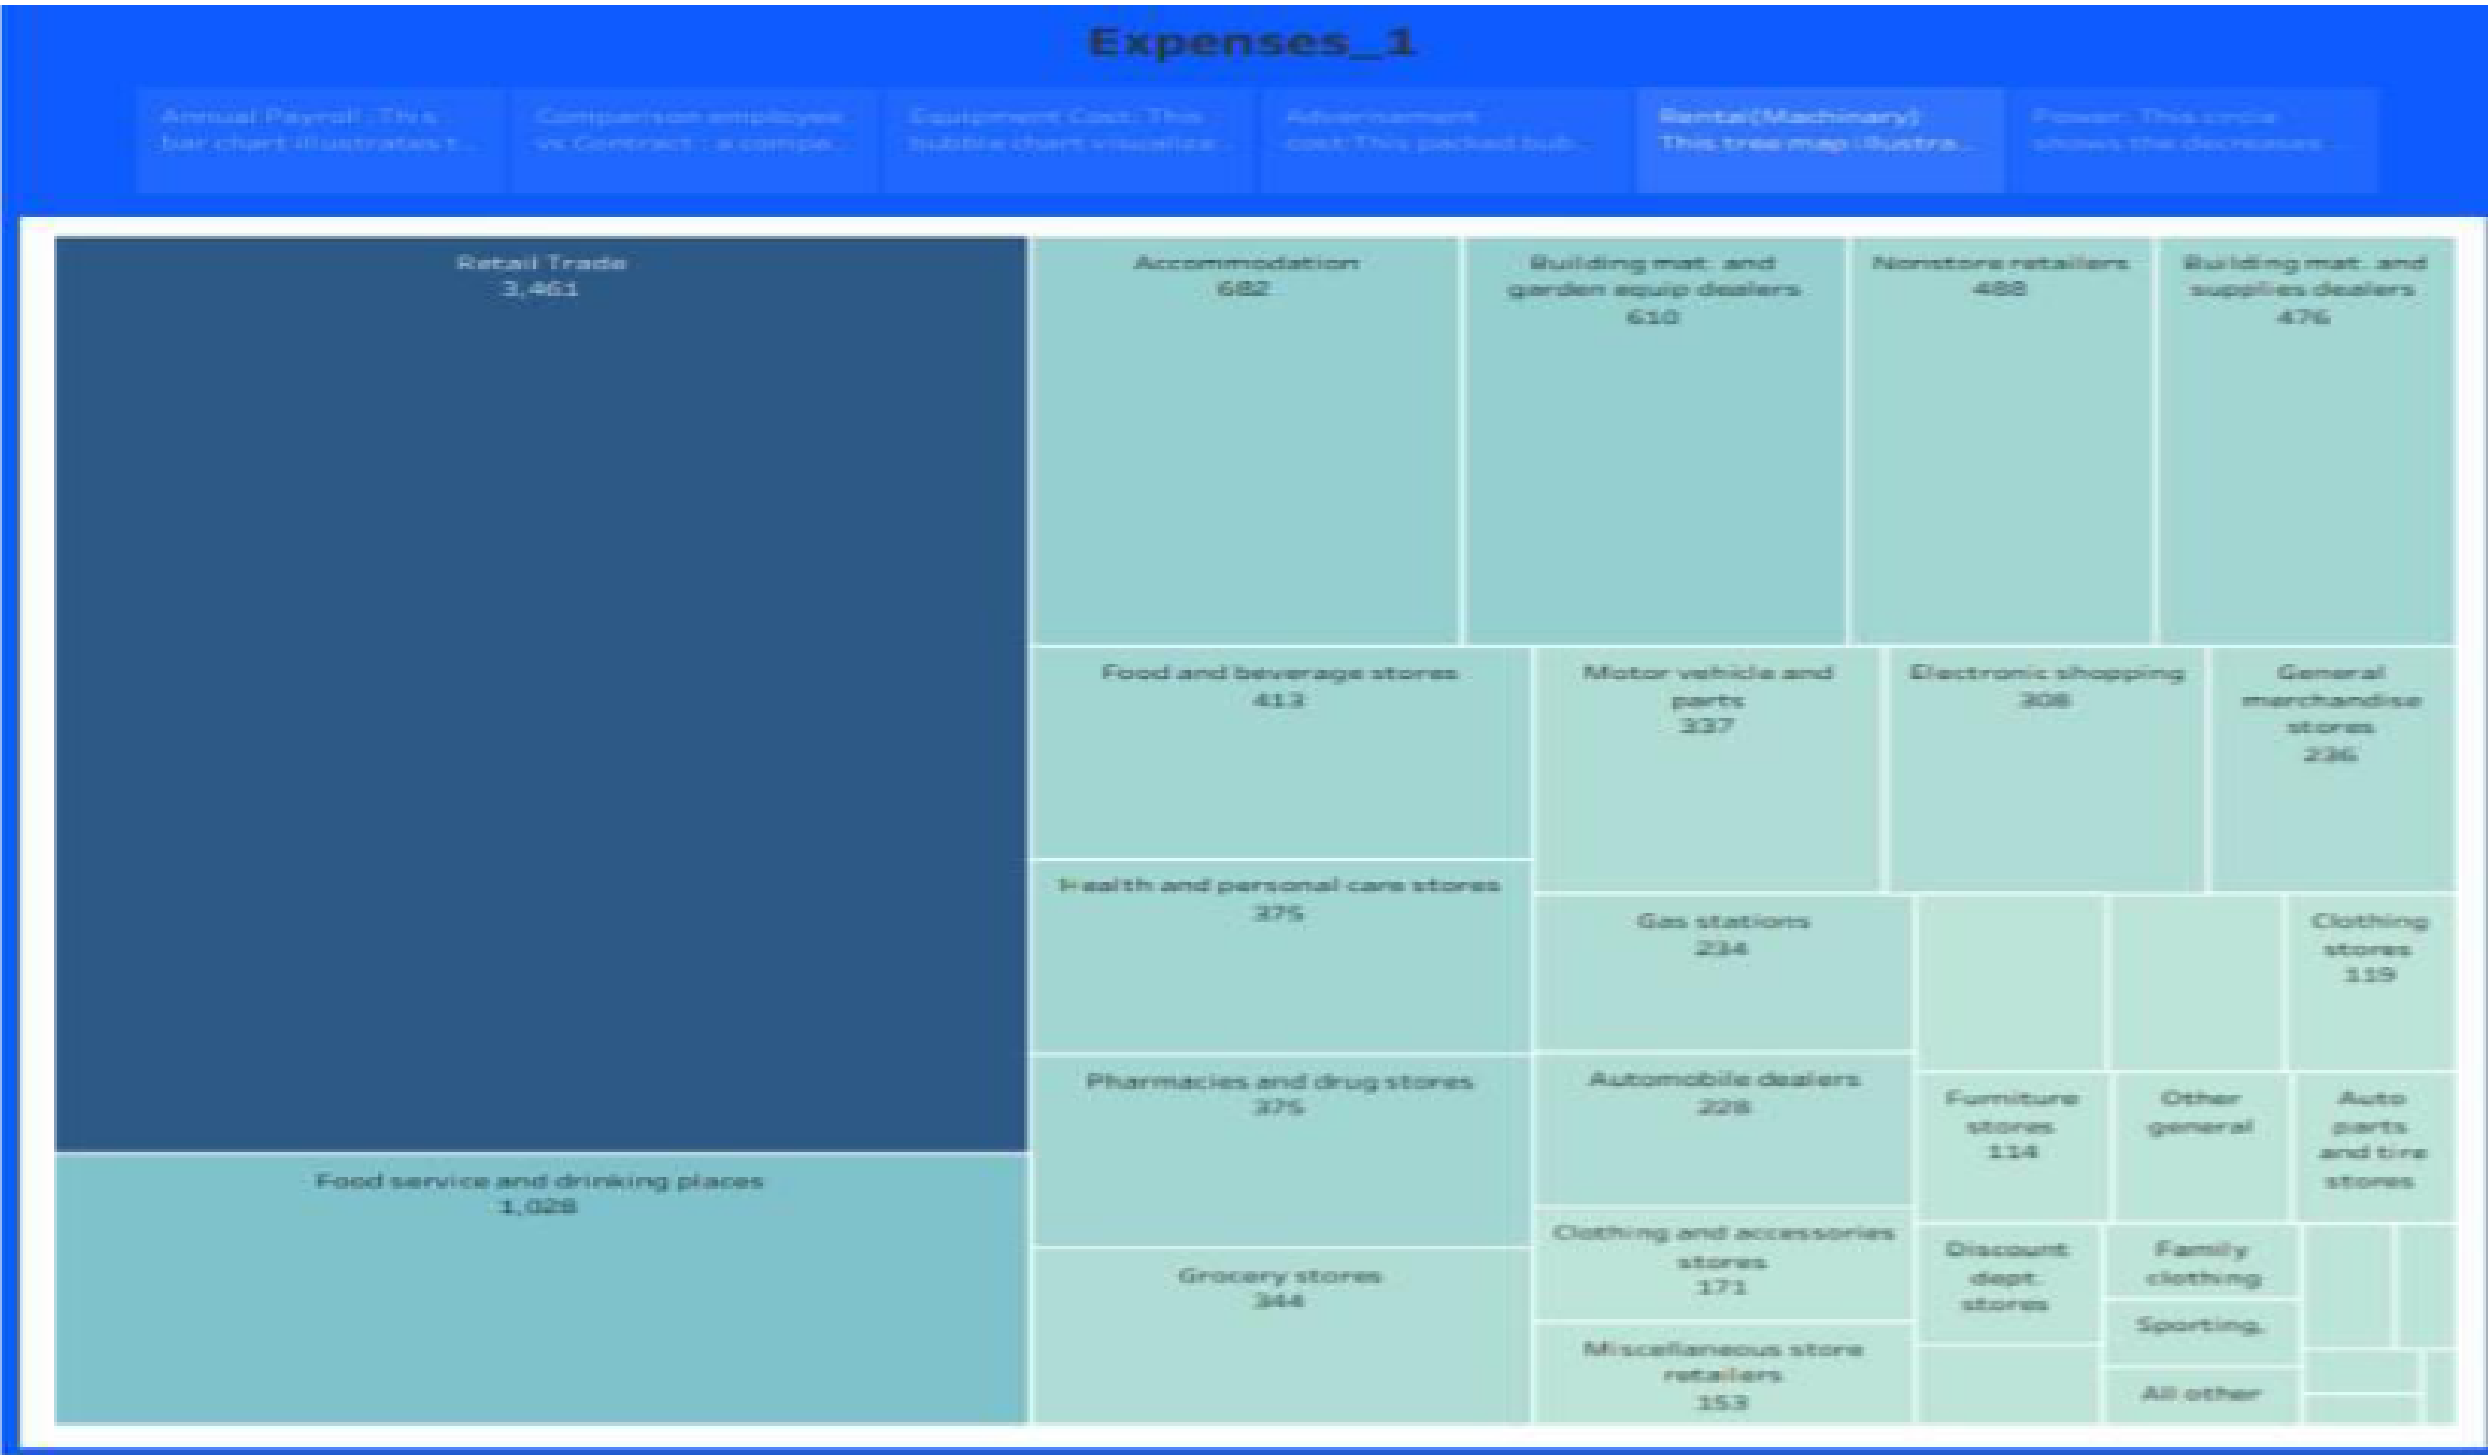 Expenses_1
Annual Payroll :This
bar chart illustrates t...
Comparison employee
vs Contract : a compa...
Equipment Cost: This
bubble chart visualize...
Advertisement
cost:This packed bub...
Rental(Machinary):
This tree map illustra...
Power: This circle
shows the decreases ...
Retail Trade
3,461
Accommodation
682
Building mat. and
garden equip dealers
610
Nonstore retailers
488
Building mat. and
supplies dealers
476
Food and beverage stores
413
Motor vehicle and
parts
337
Electronic shopping
308
General
merchandise
stores
236
Health and personal care stores
375
Gas stations
234
Clothing
stores
119
Pharmacies and drug stores
375
Automobile dealers
228
Furniture
stores
114
Other
general
Auto
parts
and tire
stores
Food service and drinking places
1,028
Grocery stores
344
Clothing and accessories
stores
171
Discount
dept.
stores
Family
clothing
Sporting,
Miscellaneous store
retailers
153
All other